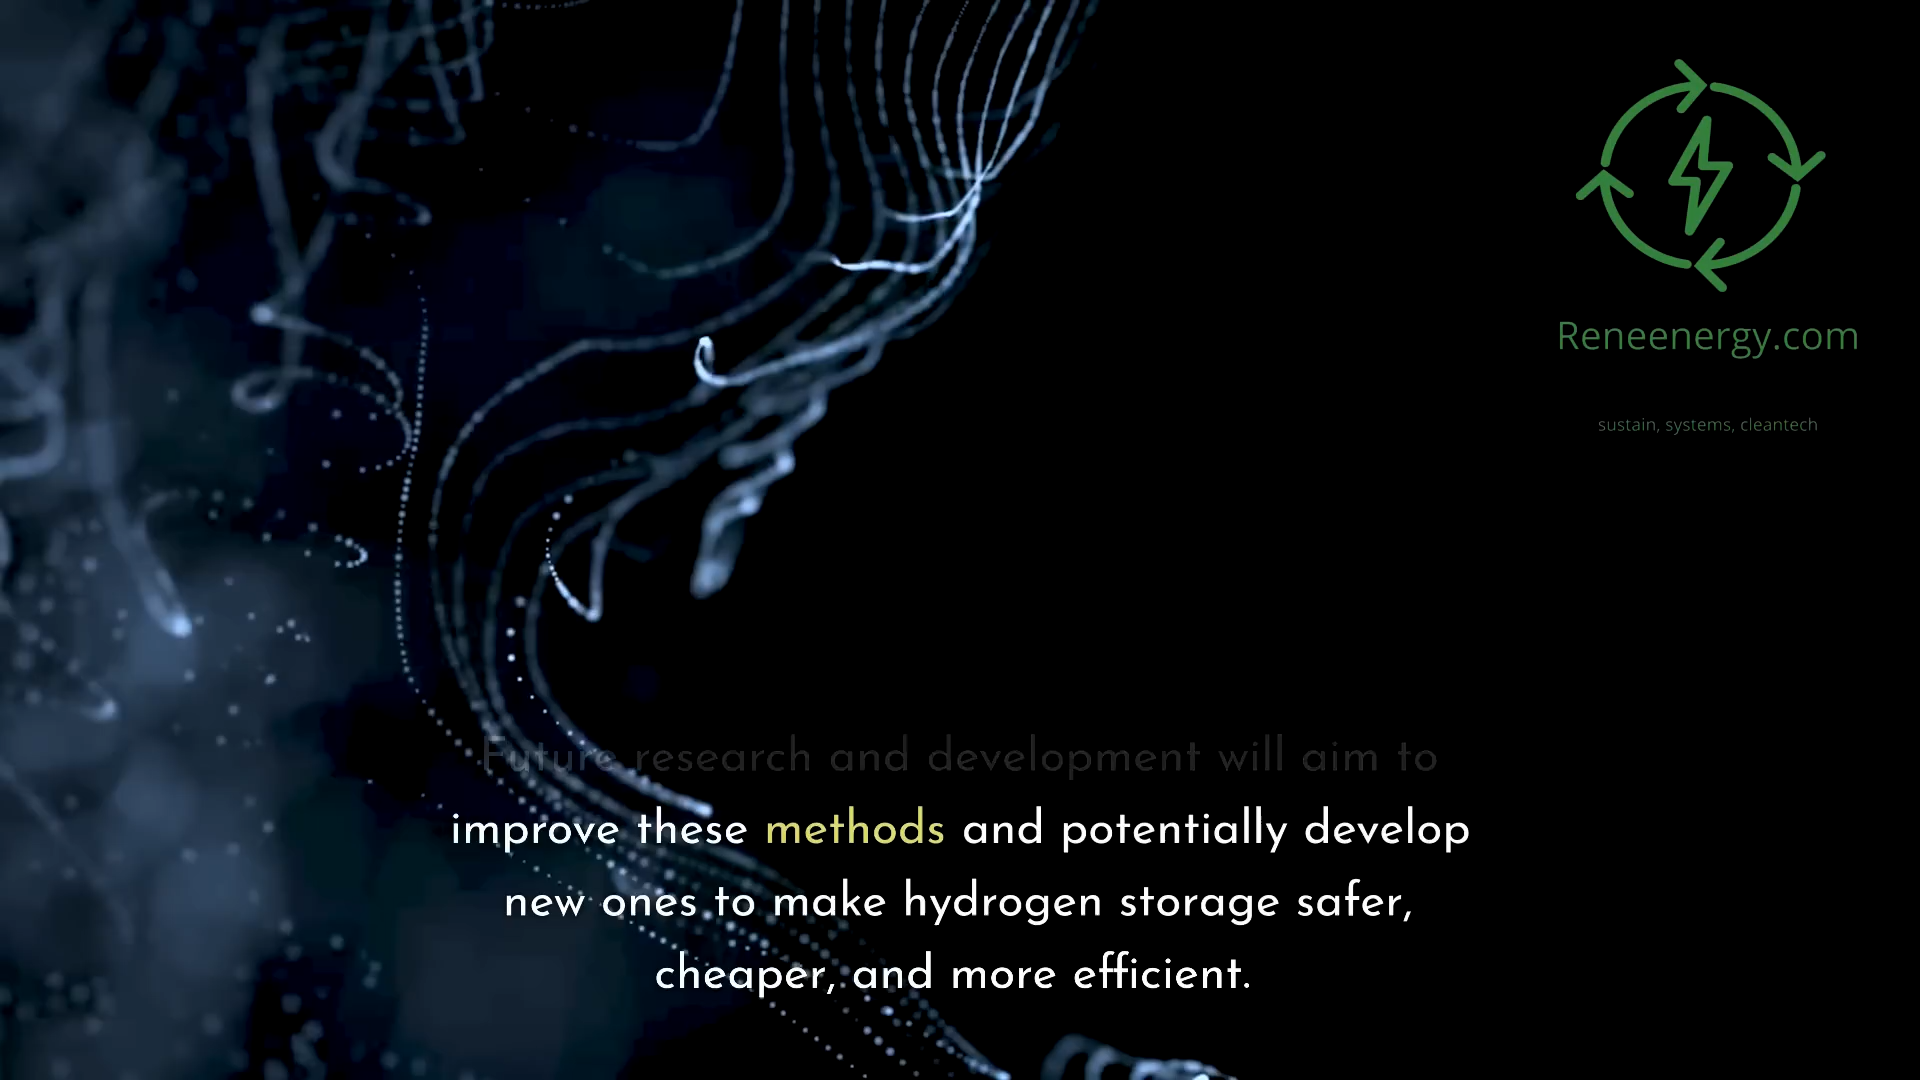 Reneenergy.com
sustain, systems, cleantech
Future research and development will aim to
improve these methods and potentially develop
new ones to make hydrogen storage safer,
cheaper, and more efficient.